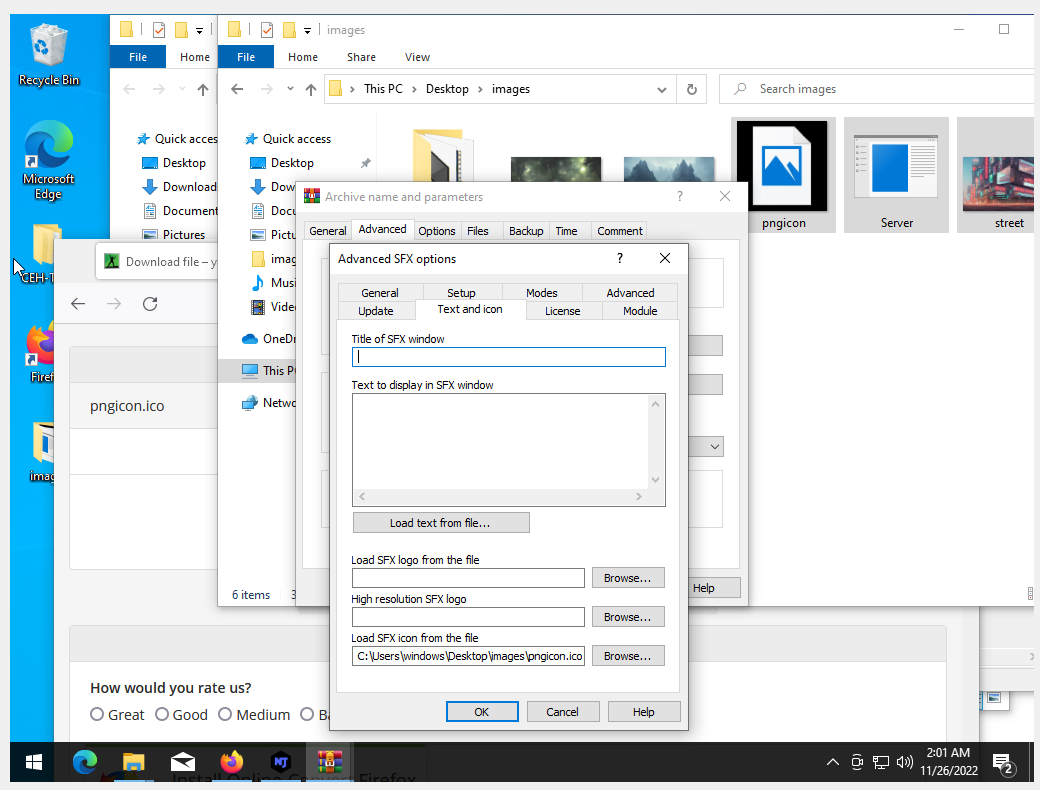 images
File
Home
File
Home
Share
View
This PC
Desktop
images
Search images
Recycle Bin
Microsoft
Edge
Quick acces
Desktop
Download
Document
Pictures
Quick access
Desktop
Dow
Docu
Pictu
imag
Musi
Video
OneDr
This P
Netwo
pngicon
Server
street
Archive name and parameters
?
General
Advanced
Options
Files
Backup
Time
Comment
Advanced SFX options
?
General
Setup
Modes
Advanced
Update
Text and icon
License
Module
Title of SFX window
Text to display in SFX window
Load text from file...
Load SFX logo from the file
Browse...
High resolution SFX logo
Browse...
Load SFX icon from the file
C:\Users\windows\Desktop\images\pngicon.ico
Browse...
OK
Cancel
Help
Help
6 items
3
CEH-T
Download file – y
Firef
imag
pngicon.ico
How would you rate us?
Great
Good
Medium
Ba
Install Online Convert Firefox
NT
2:01 AM
11/26/2022
2